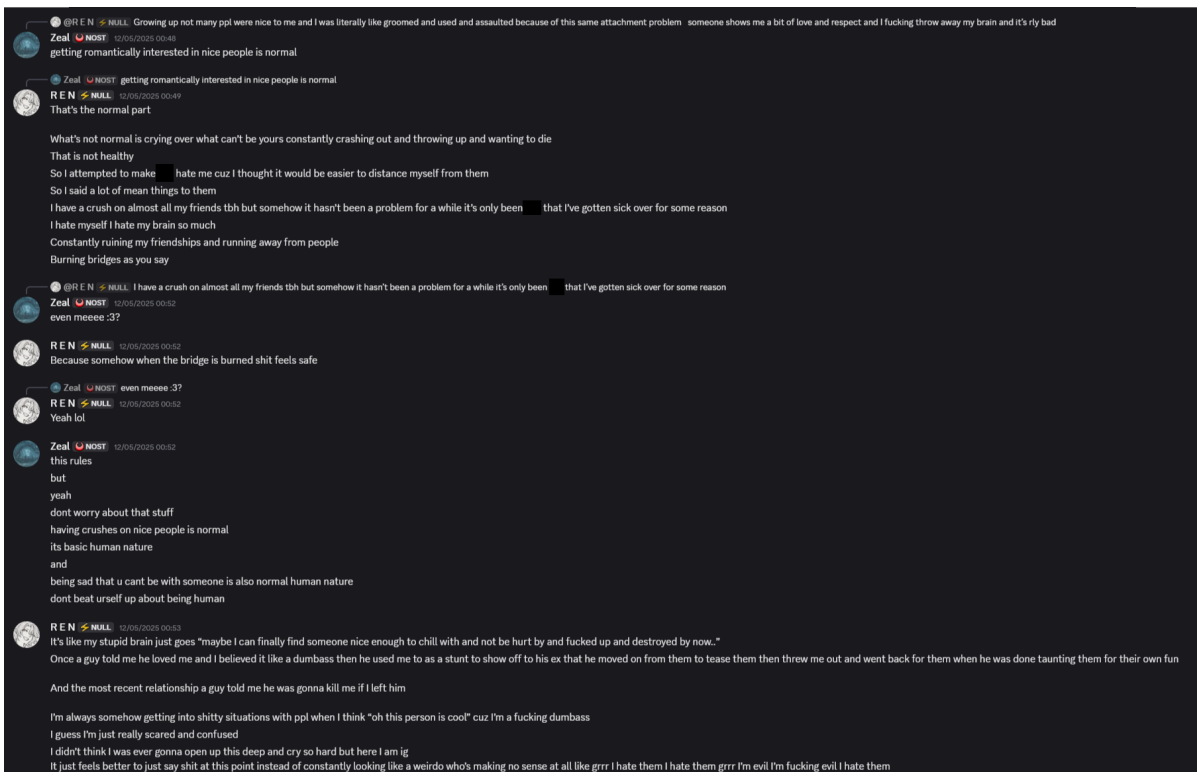 @R E N NULL Growing up not many ppl were nice to me and I was literally like groomed and used and assaulted because of this same attachment problem someone shows me a bit of love and respect and I fucking throw away my brain and it's rly bad
Zeal NOST 12/05/2025 00:48
getting romantically interested in nice people is normal
Zeal NOST getting romantically interested in nice people is normal
R E N NULL 12/05/2025 00:49
That's the normal part
What's not normal is crying over what can't be yours constantly crashing out and throwing up and wanting to die
That is not healthy
So I attempted to make hate me cuz I thought it would be easier to distance myself from them
So I said a lot of mean things to them
I have a crush on almost all my friends tbh but somehow it hasn't been a problem for a while it's only been that I've gotten sick over for some reason
I hate myself I hate my brain so much
Constantly ruining my friendships and running away from people
Burning bridges as you say
@R E N NULL I have a crush on almost all my friends tbh but somehow it hasn't been a problem for a while it's only been that I've gotten sick over for some reason
Zeal NOST 12/05/2025 00:52
even meeee :3?
R E N NULL 12/05/2025 00:52
Because somehow when the bridge is burned shit feels safe
Zeal NOST even meeee :3?
R E N NULL 12/05/2025 00:52
Yeah lol
Zeal NOST 12/05/2025 00:52
this rules
but
yeah
dont worry about that stuff
having crushes on nice people is normal
its basic human nature
and
being sad that u cant be with someone is also normal human nature
dont beat urself up about being human
R E N NULL 12/05/2025 00:53
It's like my stupid brain just goes "maybe I can finally find someone nice enough to chill with and not be hurt by and fucked up and destroyed by now.."
Once a guy told me he loved me and I believed it like a dumbass then he used me to as a stunt to show off to his ex that he moved on from them to tease them then threw me out and went back for them when he was done taunting them for their own fun
And the most recent relationship a guy told me he was gonna kill me if I left him
I'm always somehow getting into shitty situations with ppl when I think "oh this person is cool" cuz I'm a fucking dumbass
I guess I'm just really scared and confused
I didn't think I was ever gonna open up this deep and cry so hard but here I am ig
It just feels better to just say shit at this point instead of constantly looking like a weirdo who's making no sense at all like grrr I hate them I hate them grrr I'm evil I'm fucking evil I hate them